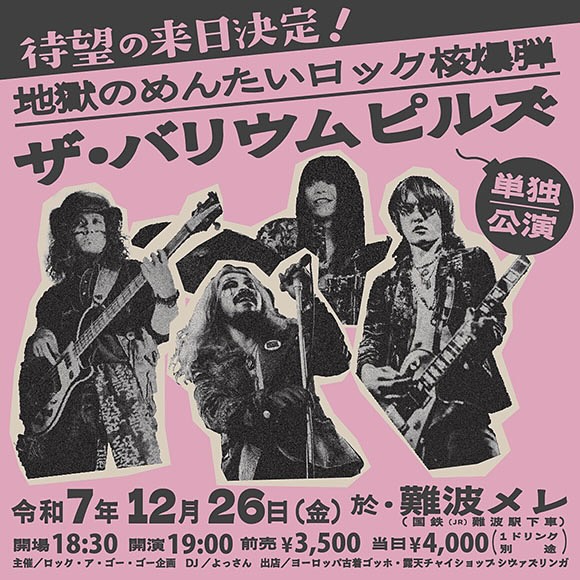 待望の来日決定！
地獄のめんたいロック核爆弾
ザ・バリウムピルズ
単独
公演
令和7年12月26日(金) 於・難波メレ
(国鉄(JR)難波駅下車)
開場18:30 開演19:00 前売¥3,500 当日¥4,000(1ドリンク別途)
主催／ロック・ア・ゴー・ゴー企画 DJ／よっさん 出店／ヨーロッパ古着ゴッホ・露天チャイショップ シヴァズリンガ